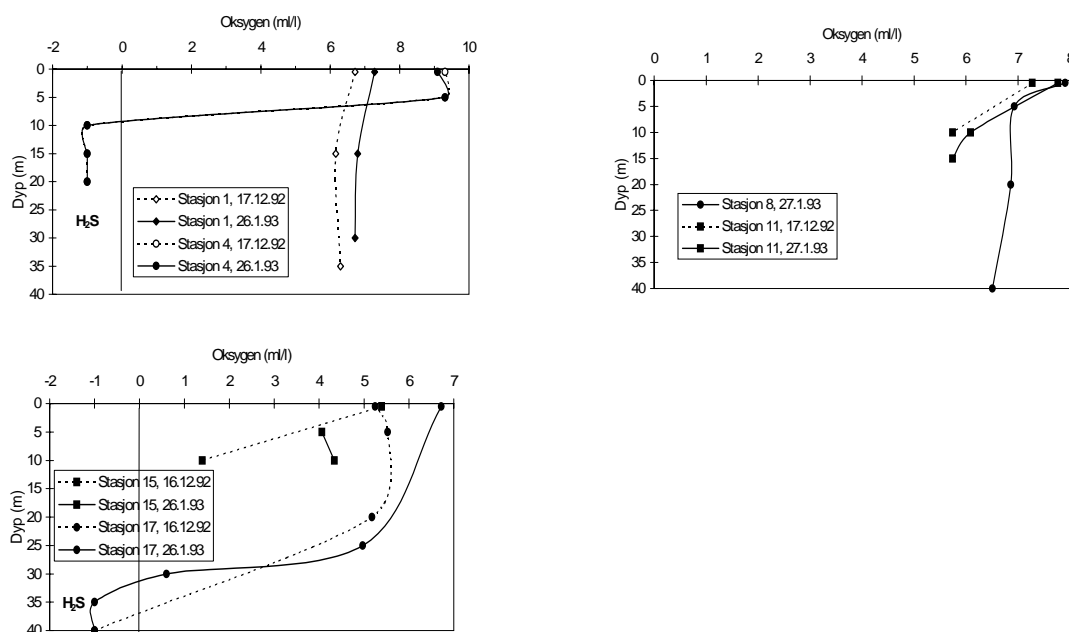 Oksygen (ml/l)
-2 0 2 4 6 8 10
0
5
10
15
20
25
30
35
40
Dyp (m)
H2S
Stasjon 1, 17.12.92
Stasjon 1, 26.1.93
Stasjon 4, 17.12.92
Stasjon 4, 26.1.93
Oksygen (ml/l)
0 1 2 3 4 5 6 7 8
0
5
10
15
20
25
30
35
40
Dyp (m)
Stasjon 8, 27.1.93
Stasjon 11, 17.12.92
Stasjon 11, 27.1.93
Oksygen (ml/l)
-2 -1 0 1 2 3 4 5 6 7
0
5
10
15
20
25
30
35
40
Dyp (m)
Stasjon 15, 16.12.92
Stasjon 15, 26.1.93
Stasjon 17, 16.12.92
Stasjon 17, 26.1.93
H2S